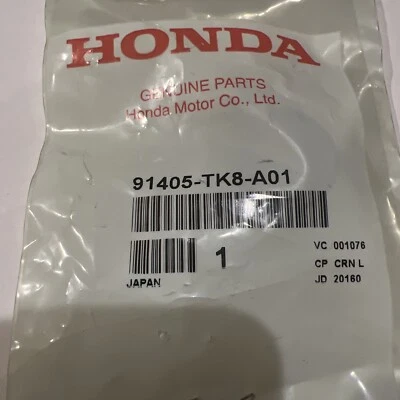 HONDA
GENUINE PARTS
Honda Motor Co., Ltd.
91405-TK8-A01
1
VC 001076
CP CRN L
JAPAN
JD 20160